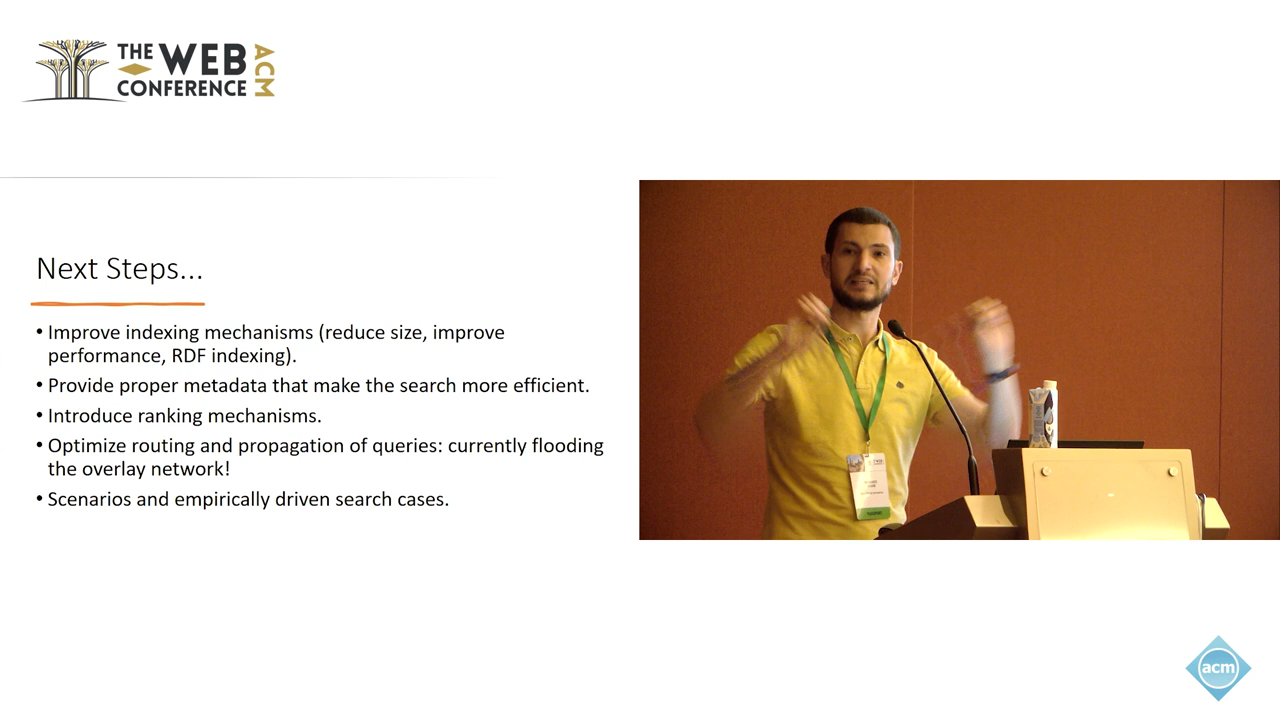 THE WEB
CONFERENCE
ACM
Next Steps...
• Improve indexing mechanisms (reduce size, improve
performance, RDF indexing).
• Provide proper metadata that make the search more efficient.
• Introduce ranking mechanisms.
• Optimize routing and propagation of queries: currently flooding
the overlay network!
• Scenarios and empirically driven search cases.
acm